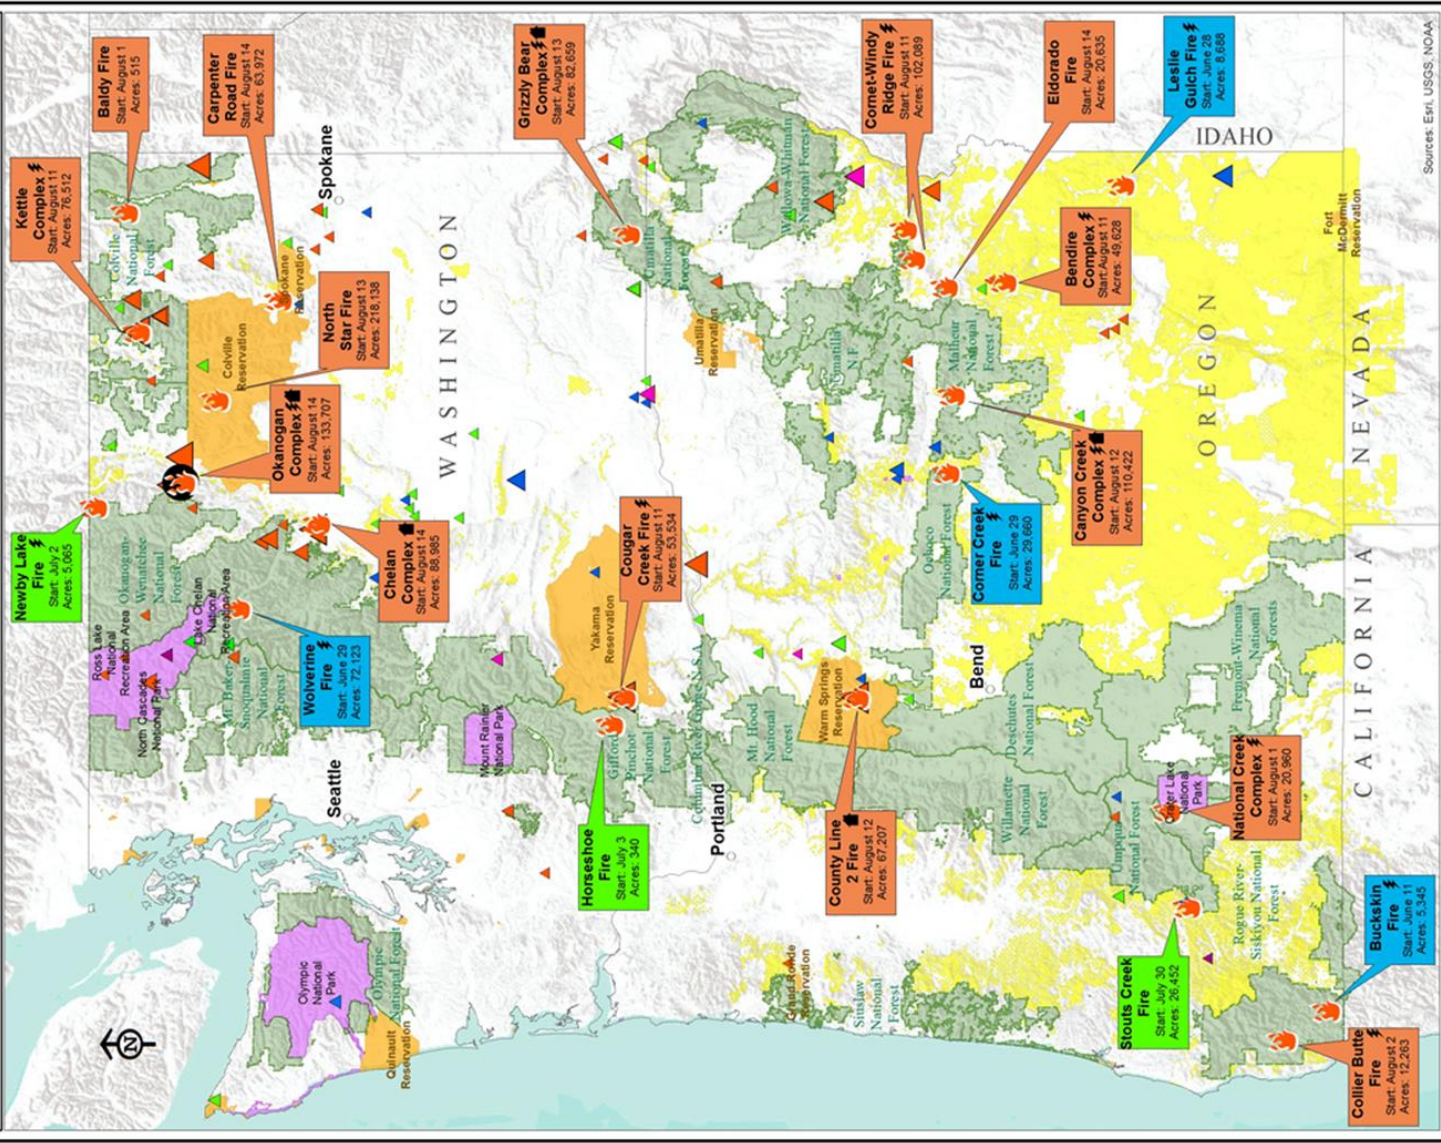 Newby Lake
Fire
Start: July 2
Acres: 5,065
Kettle
Complex
Start: August 11
Acres: 76,512
Baldy Fire
Start: August 1
Acres: 515
Carpenter
Road Fire
Start: August 14
Acres: 63,972
North
Star Fire
Start: August 13
Acres: 218,138
Okanogan
Complex
Start: August 14
Acres: 133,707
Chelan
Complex
Start: August 14
Acres: 88,985
Wolverine
Fire
Start: June 29
Acres: 72,123
Grizzly Bear
Complex
Start: August 13
Acres: 82,659
Cougar
Creek Fire
Start: August 11
Acres: 53,534
Horseshoe
Fire
Start: July 3
Acres: 340
County Line
2 Fire
Start: August 12
Acres: 67,207
Cornet-Windy
Ridge Fire
Start: August 11
Acres: 102,089
Eldorado
Fire
Start: August 14
Acres: 20,635
Bendire
Complex
Start: August 11
Acres: 49,628
Leslie
Gulch Fire
Start: June 28
Acres: 8,688
Canyon Creek
Complex
Start: August 12
Acres: 110,422
Corner Creek
Fire
Start: June 29
Acres: 29,660
National Creek
Complex
Start: August 1
Acres: 20,960
Stouts Creek
Fire
Start: July 30
Acres: 26,452
Buckskin
Fire
Start: June 11
Acres: 5,345
Collier Butte
Fire
Start: August 2
Acres: 12,263
N
WASHINGTON
OREGON
IDAHO
NEVADA
CALIFORNIA
Seattle
Spokane
Portland
Bend
Ross Lake
National
Recreation Area
North Cascades
National Park
Lake Chelan
National
Recreation Area
Okanogan-
Wenatchee
National
Forest
Mt. Baker-
Snoqualmie
National
Forest
Colville
National
Forest
Colville
Reservation
Spokane
Reservation
Olympic
National
Park
Olympic
National Forest
Quinault
Reservation
Mount Rainier
National Park
Yakama
Reservation
Gifford
Pinchot
National
Forest
Columbia River Gorge N.S.A.
Mt. Hood
National
Forest
Warm Springs
Reservation
Umatilla
National
Forest
Umatilla
Reservation
Wallowa-Whitman
National Forest
Umatilla
N.F.
Malheur
National
Forest
Ochoco
National Forest
Deschutes
National Forest
Willamette
National
Forest
Grand Ronde
Reservation
Siuslaw
National
Forest
Umpqua
National Forest
Crater Lake
National
Park
Rogue River-
Siskiyou National
Forest
Fremont-Winema
National
Forests
Fort
McDermitt
Reservation
Sources: Esri, USGS, NOAA